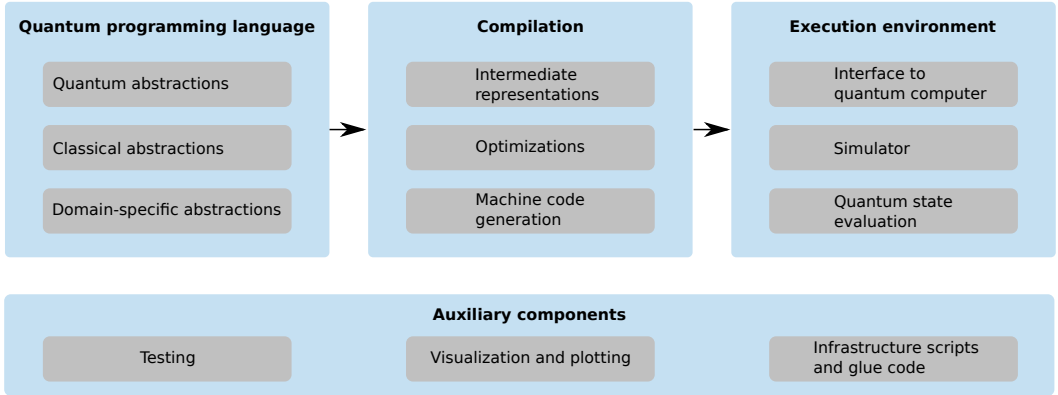 Quantum programming language
Quantum abstractions
Classical abstractions
Domain-specific abstractions
Compilation
Intermediate
representations
Optimizations
Machine code
generation
Execution environment
Interface to
quantum computer
Simulator
Quantum state
evaluation
Auxiliary components
Testing
Visualization and plotting
Infrastructure scripts
and glue code